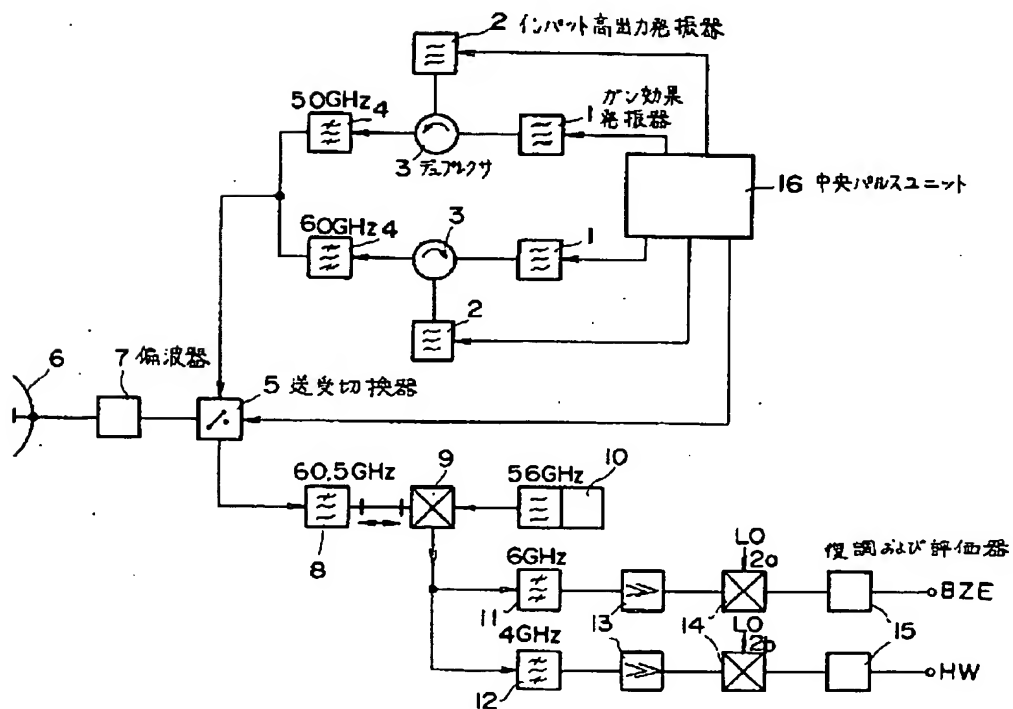 2 インパット高出力発振器
ガン効果
発振器
1
50GHz 4
3 デュプレクサ
16 中央パルスユニット
60GHz 4
3
1
2
6
7 偏波器
5 送受切換器
60.5GHz
9
56GHz
10
8
LO
2a
復調および評価器
6GHz
BZE
11
13
14
15
4GHz
LO
2b
HW
12